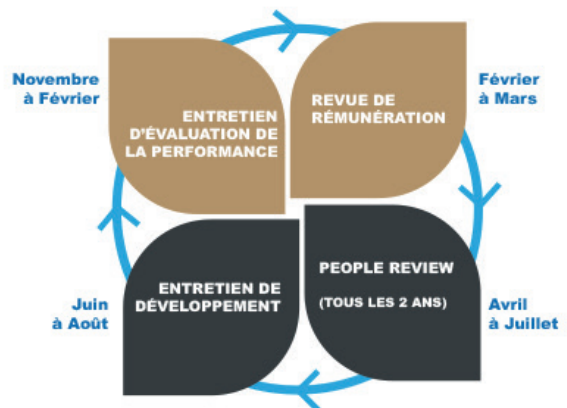 Novembre
à Février
ENTRETIEN
D'ÉVALUATION DE
LA PERFORMANCE
REVUE DE
RÉMUNÉRATION
Février
à Mars
Juin
à Août
ENTRETIEN DE
DÉVELOPPEMENT
PEOPLE REVIEW
(TOUS LES 2 ANS)
Avril
à Juillet